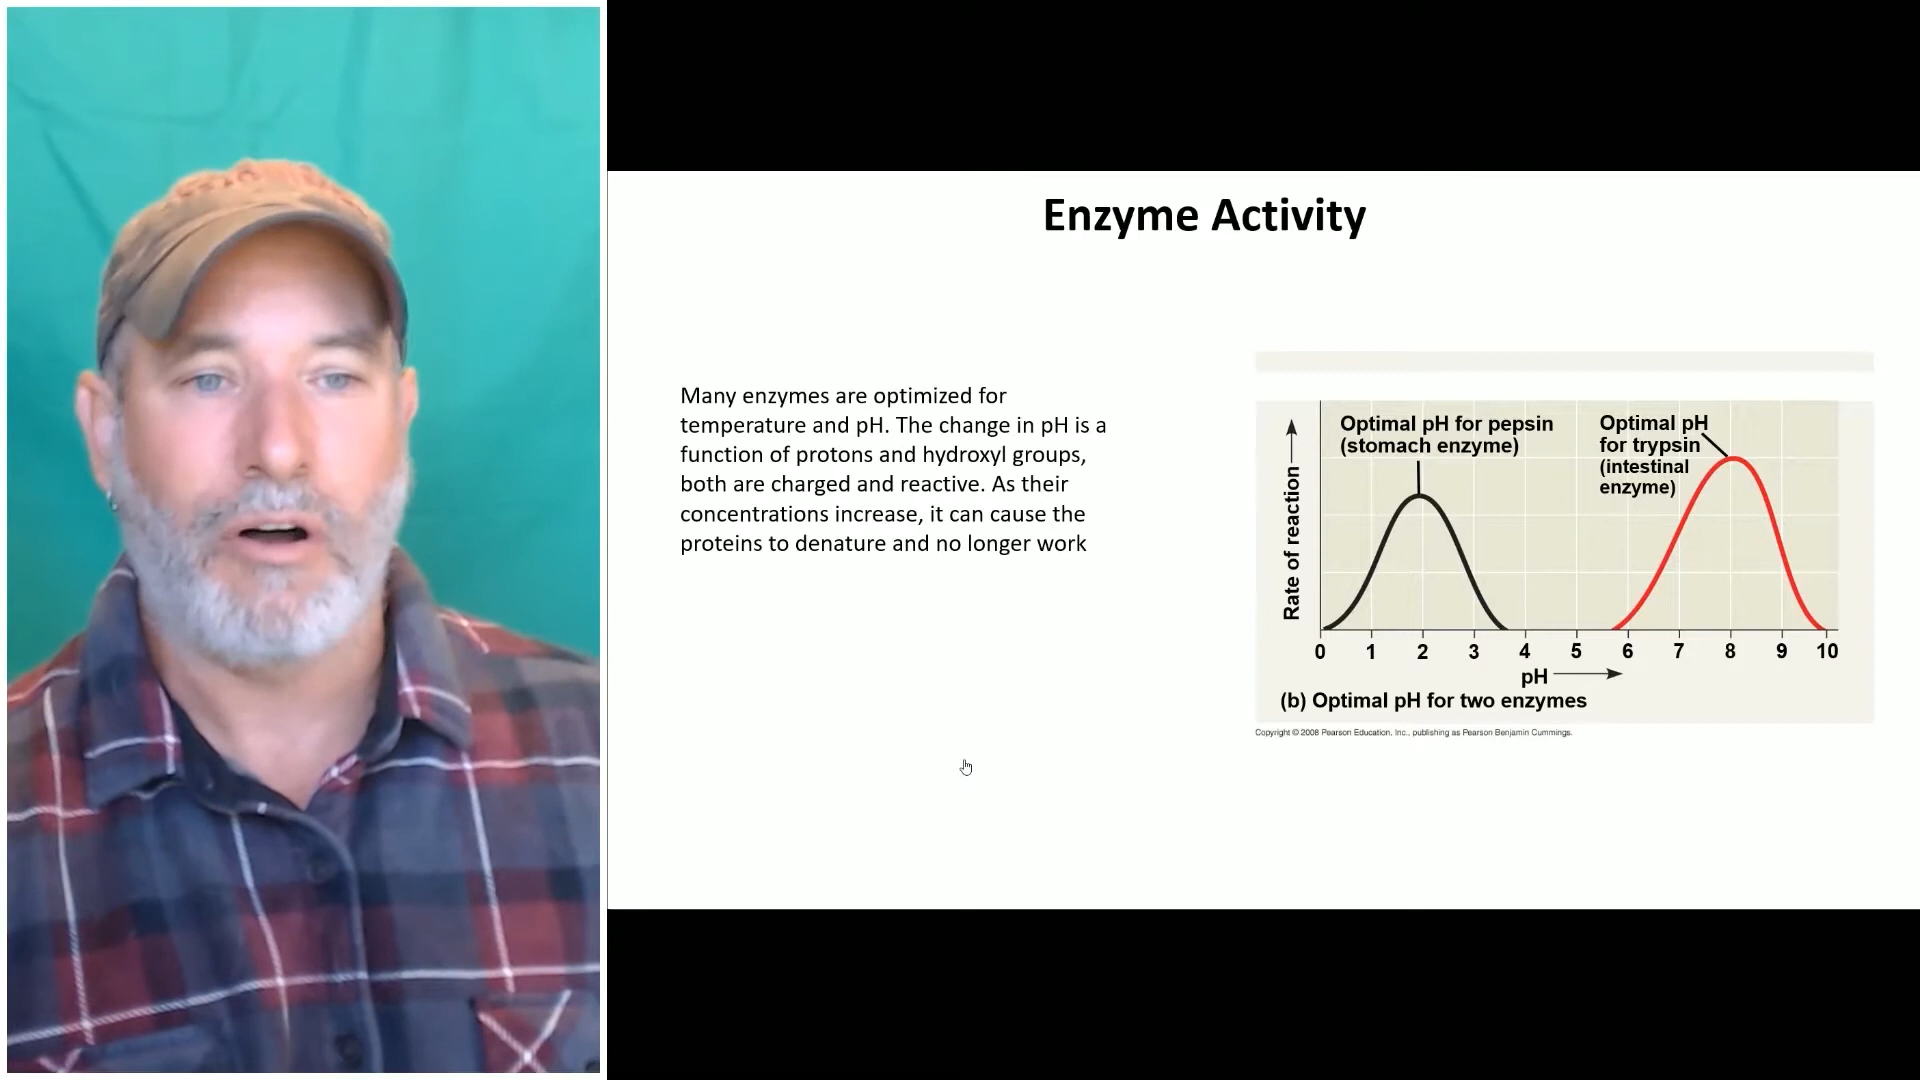 Enzyme Activity
Many enzymes are optimized for
temperature and pH. The change in pH is a
function of protons and hydroxyl groups,
both are charged and reactive. As their
concentrations increase, it can cause the
proteins to denature and no longer work
Optimal pH for pepsin
(stomach enzyme)
Optimal pH
for trypsin
(intestinal
enzyme)
Rate of reaction
0 1 2 3 4 5 6 7 8 9 10
pH
(b) Optimal pH for two enzymes
Copyright © 2008 Pearson Education, Inc., publishing as Pearson Benjamin Cummings.